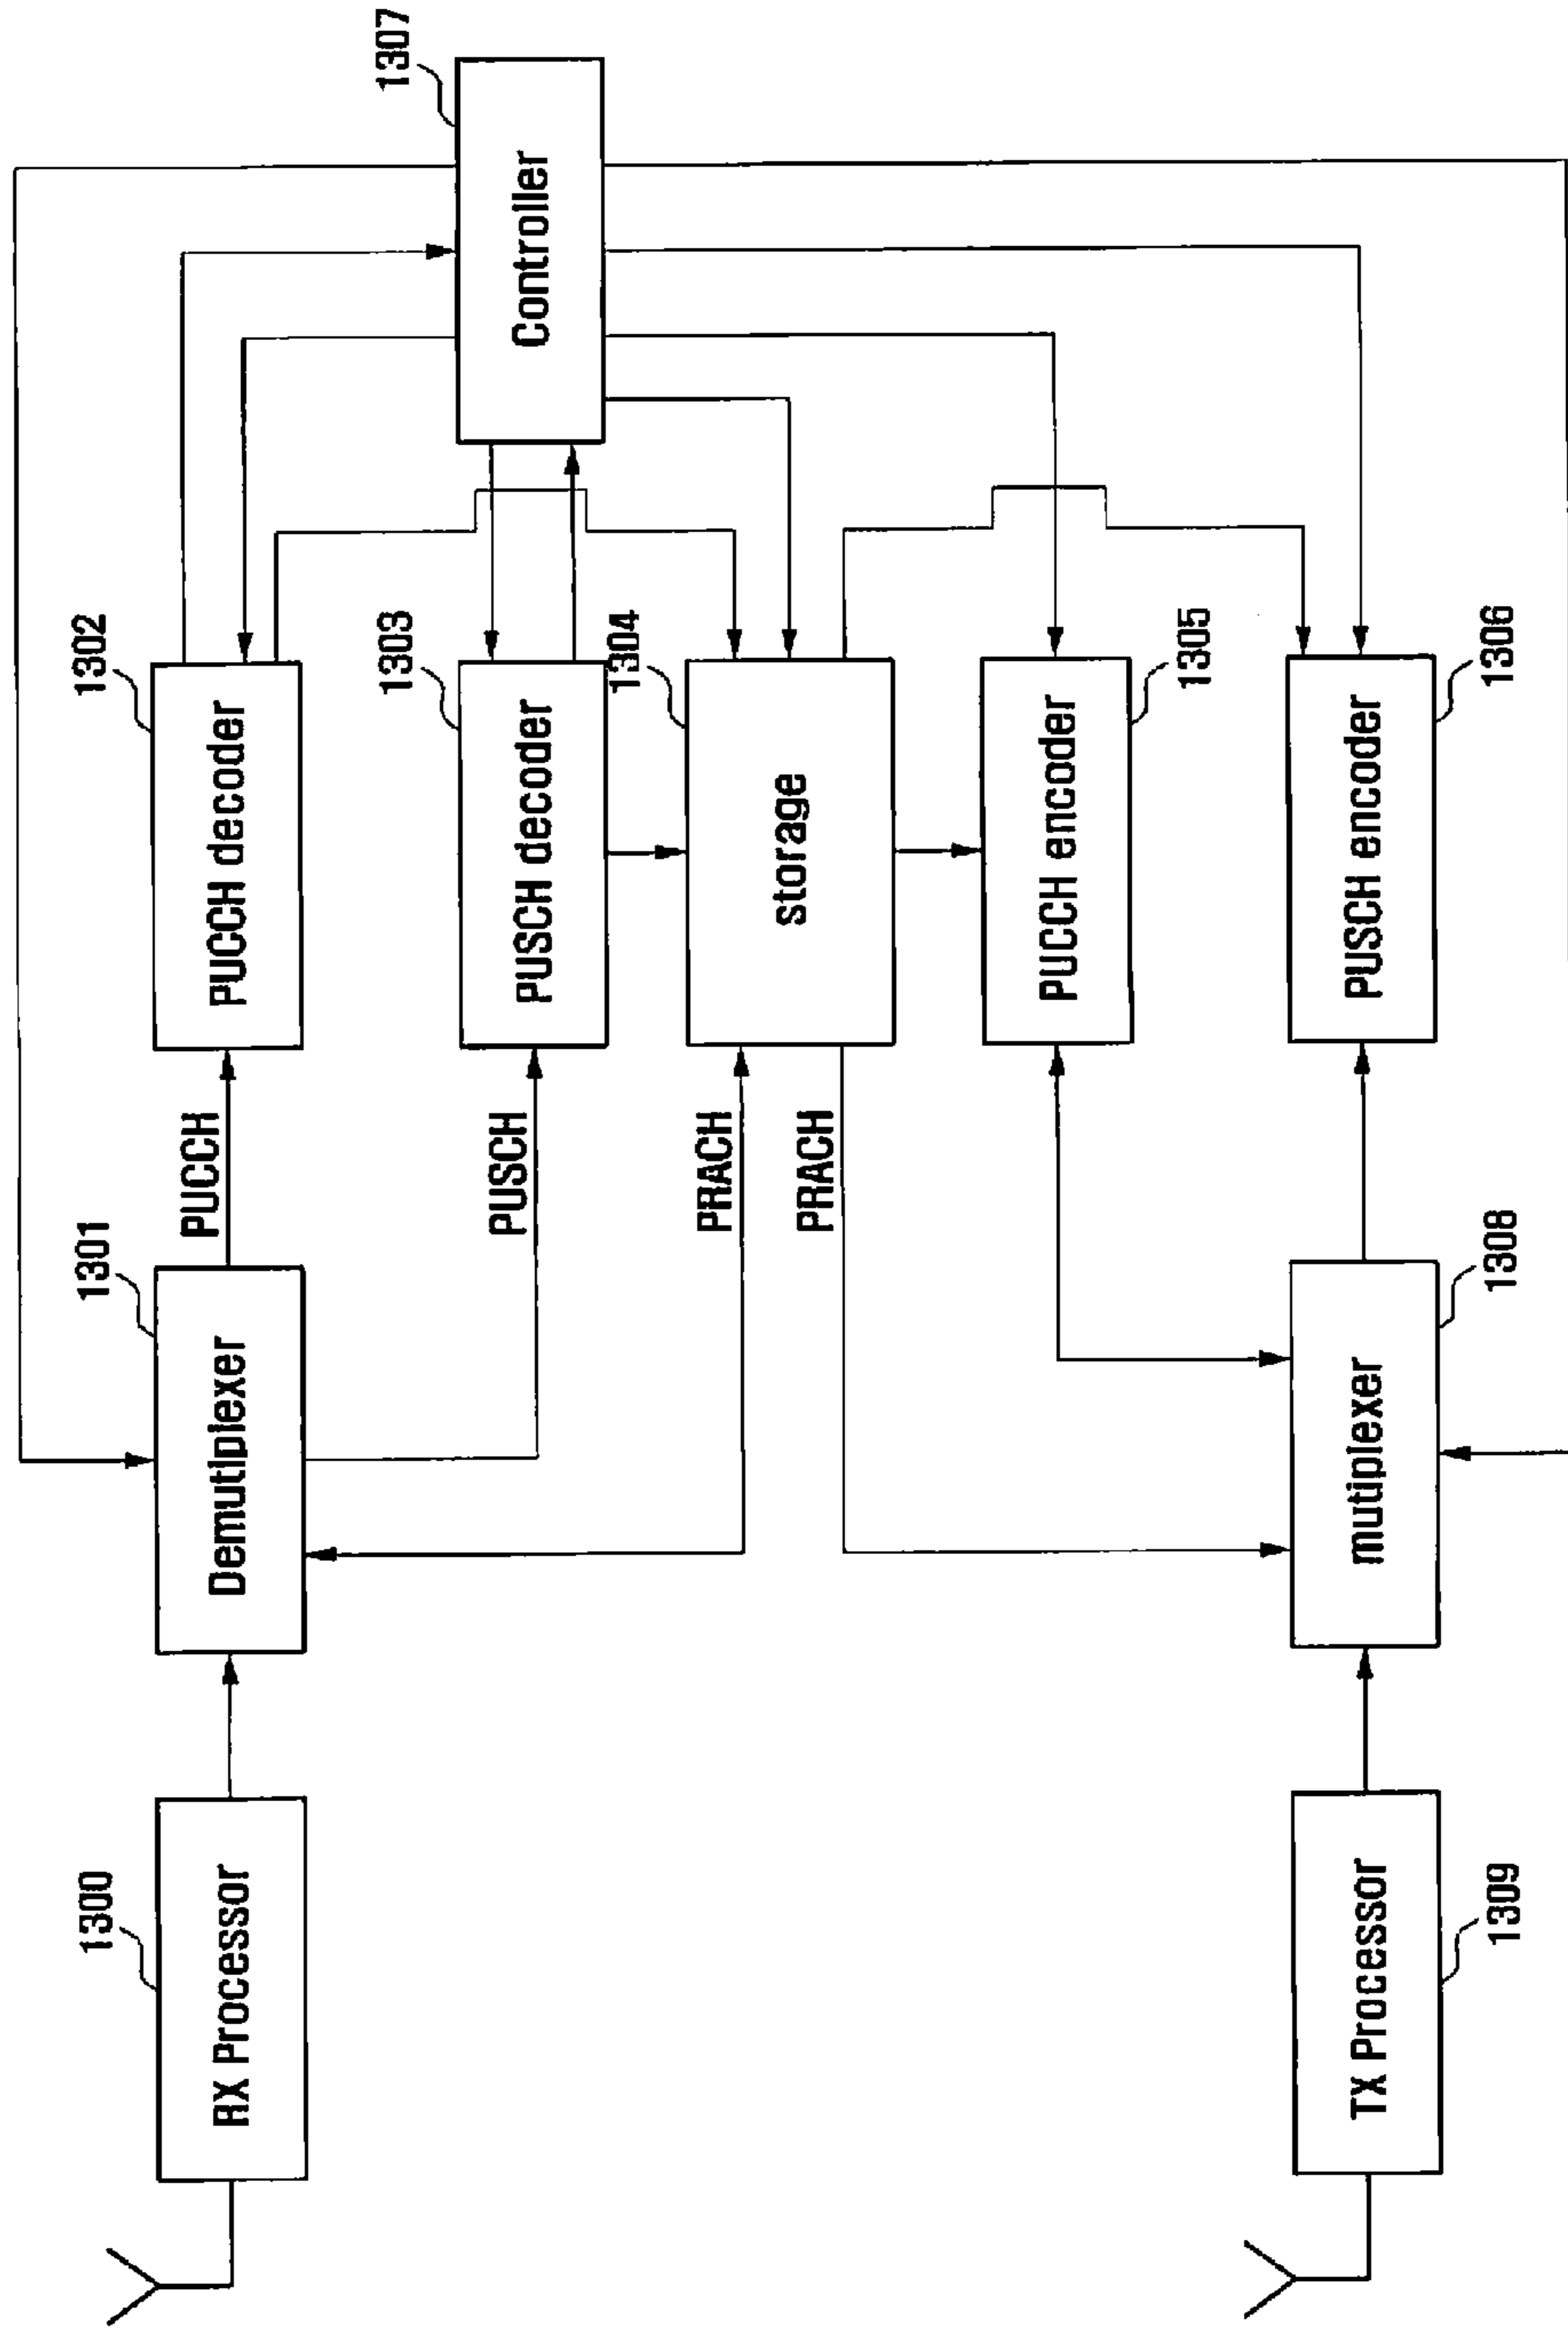 1300
RX Processor
1301
Demutiplexer
PUCCH
1302
PUCCH decoder
PUSCH
1303
PUSCH decoder
1307
Controller
PRACH
PRACH
1304
storage
PUCCH encoder
1305
PUSCH encoder
1306
mutiplexer
1308
TX Processor
1309